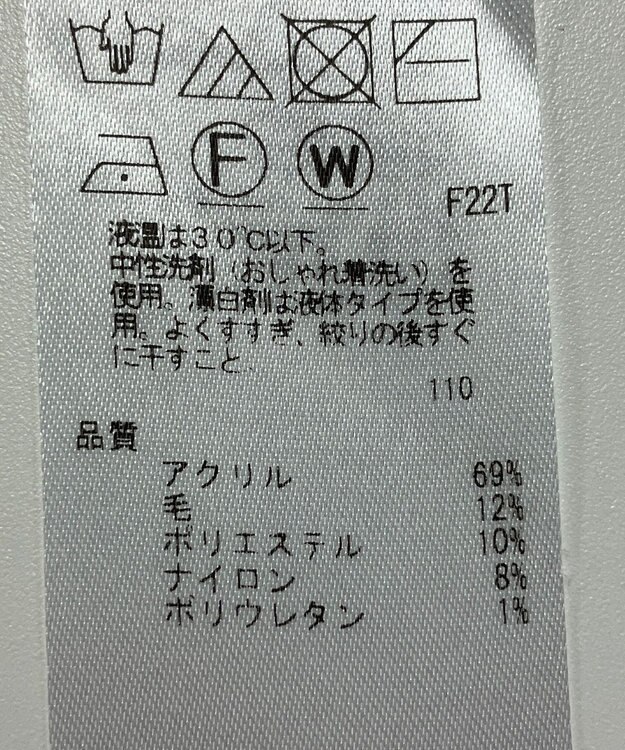 F W
F22T
液温は30℃以下。
中性洗剤(おしゃれ着洗い)を
使用。漂白剤は液体タイプを使
用。よくすすぎ、絞りの後すぐ
に干すこと.
110
品質
アクリル 69%
毛 12%
ポリエステル 10%
ナイロン 8%
ポリウレタン 1%